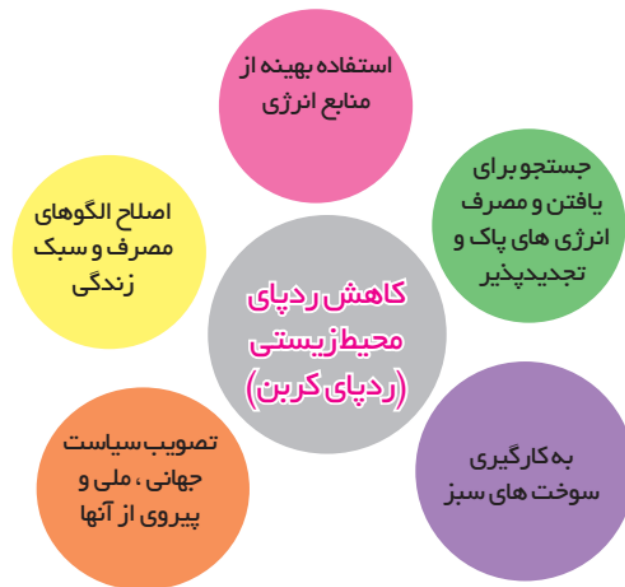 استفاده بهینه از
منابع انرژی
جستجو برای
یافتن و مصرف
انرژی های پاک و
تجدیدپذیر
اصلاح الگوهای
مصرف و سبک
زندگی
کاهش ردپای
محیط‌زیستی
(ردپای کربن)
به کارگیری
سوخت های سبز
تصویب سیاست
جهانی ، ملی و
پیروی از آنها